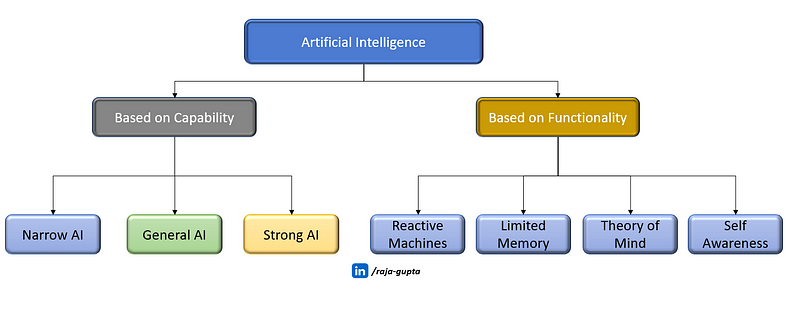 Artificial Intelligence
Based on Capability
Based on Functionality
Narrow AI
General AI
Strong AI
Reactive
Machines
Limited
Memory
Theory of
Mind
Self
Awareness
in /raja-gupta